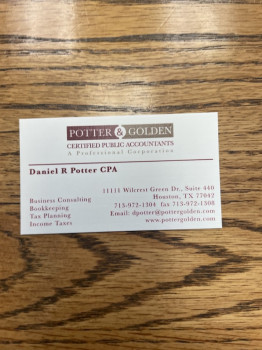 POTTER & GOLDEN
CERTIFIED PUBLIC ACCOUNTANTS
A Professional Corporation
Daniel R Potter CPA
11111 Wilcrest Green Dr., Suite 440
Houston, TX 77042
Business Consulting
713-972-1304 fax 713-972-1308
Bookkeeping
Email: dpotter@pottergolden.com
Tax Planning
www.pottergolden.com
Income Taxes